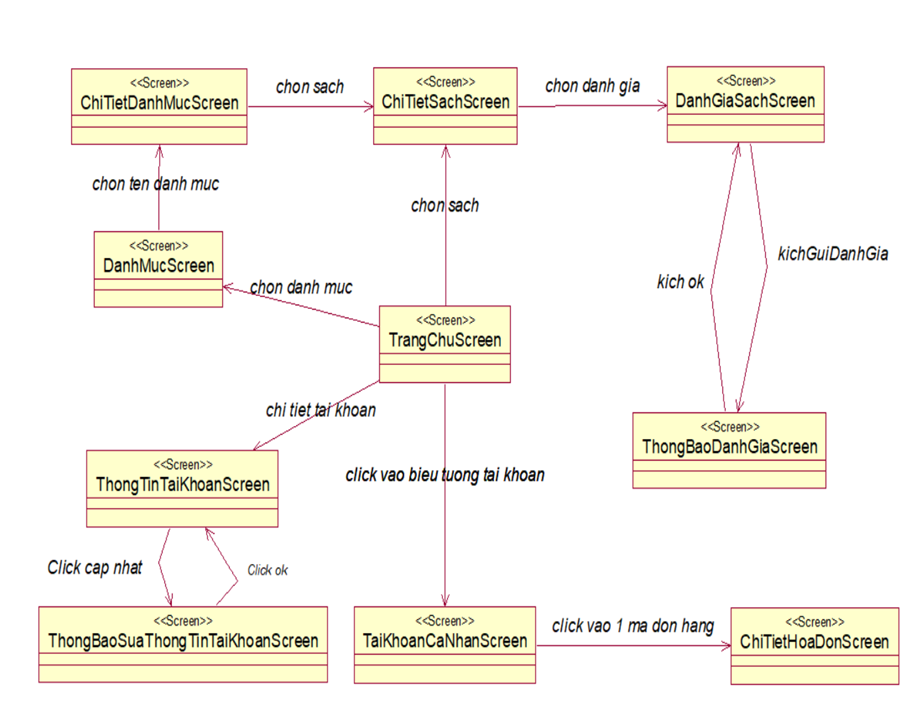 <<Screen>>
ChiTietDanhMucScreen
chon sach
<<Screen>>
ChiTietSachScreen
chon danh gia
<<Screen>>
DanhGiaSachScreen
chon ten danh muc
chon sach
<<Screen>>
DanhMucScreen
kichGuiDanhGia
kich ok
chon danh muc
<<Screen>>
TrangChuScreen
chi tiet tai khoan
<<Screen>>
ThongBaoDanhGiaScreen
<<Screen>>
ThongTinTaiKhoanScreen
click vao bieu tuong tai khoan
Click cap nhat
Click ok
<<Screen>>
ThongBaoSuaThongTinTaiKhoanScreen
<<Screen>>
TaiKhoanCaNhanScreen
click vao 1 ma don hang
<<Screen>>
ChiTietHoaDonScreen